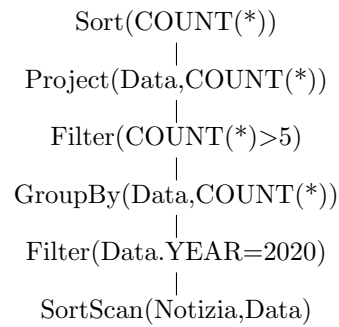 Sort(COUNT(*))
Project(Data,COUNT(*))
Filter(COUNT(*)>5)
GroupBy(Data,COUNT(*))
Filter(Data.YEAR=2020)
SortScan(Notizia,Data)